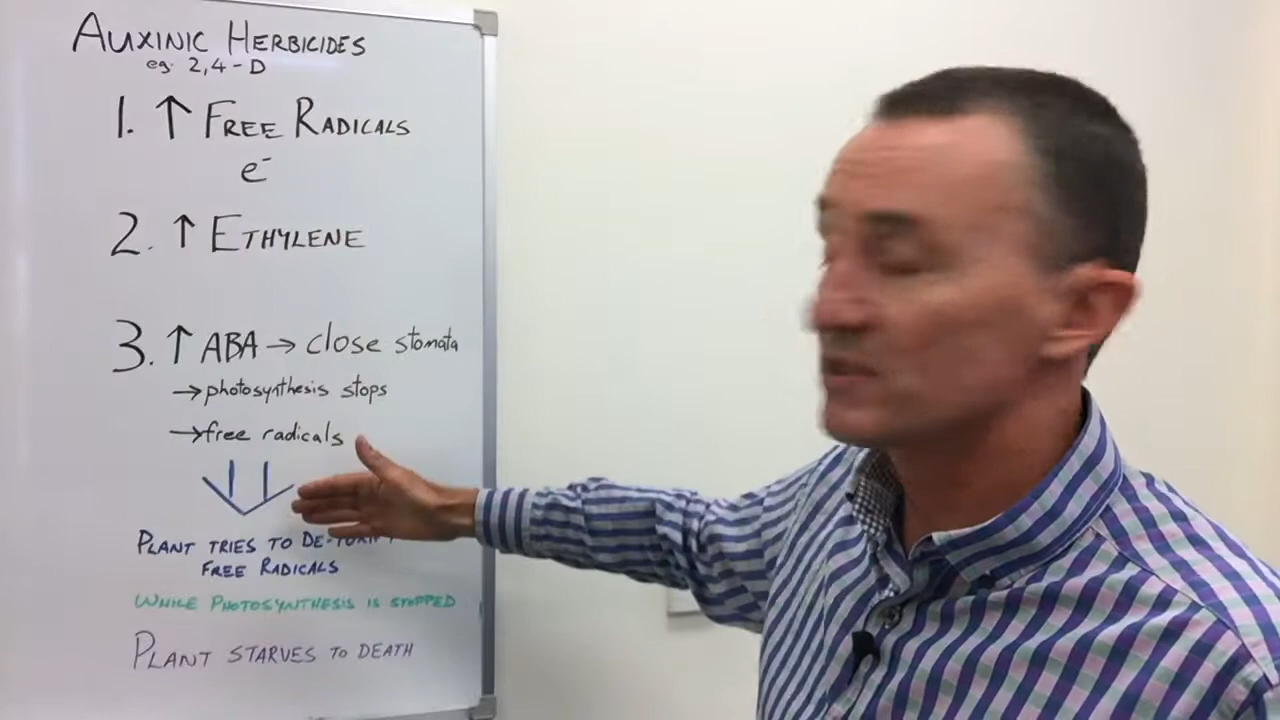 AUXINIC HERBICIDES
eg. 2,4-D
1. ↑ FREE RADICALS
e⁻
2. ↑ ETHYLENE
3. ↑ ABA → close stomata
→ photosynthesis stops
→ free radicals
PLANT TRIES TO DE-TOXIFY
FREE RADICALS
WHILE PHOTOSYNTHESIS IS STOPPED
PLANT STARVES TO DEATH